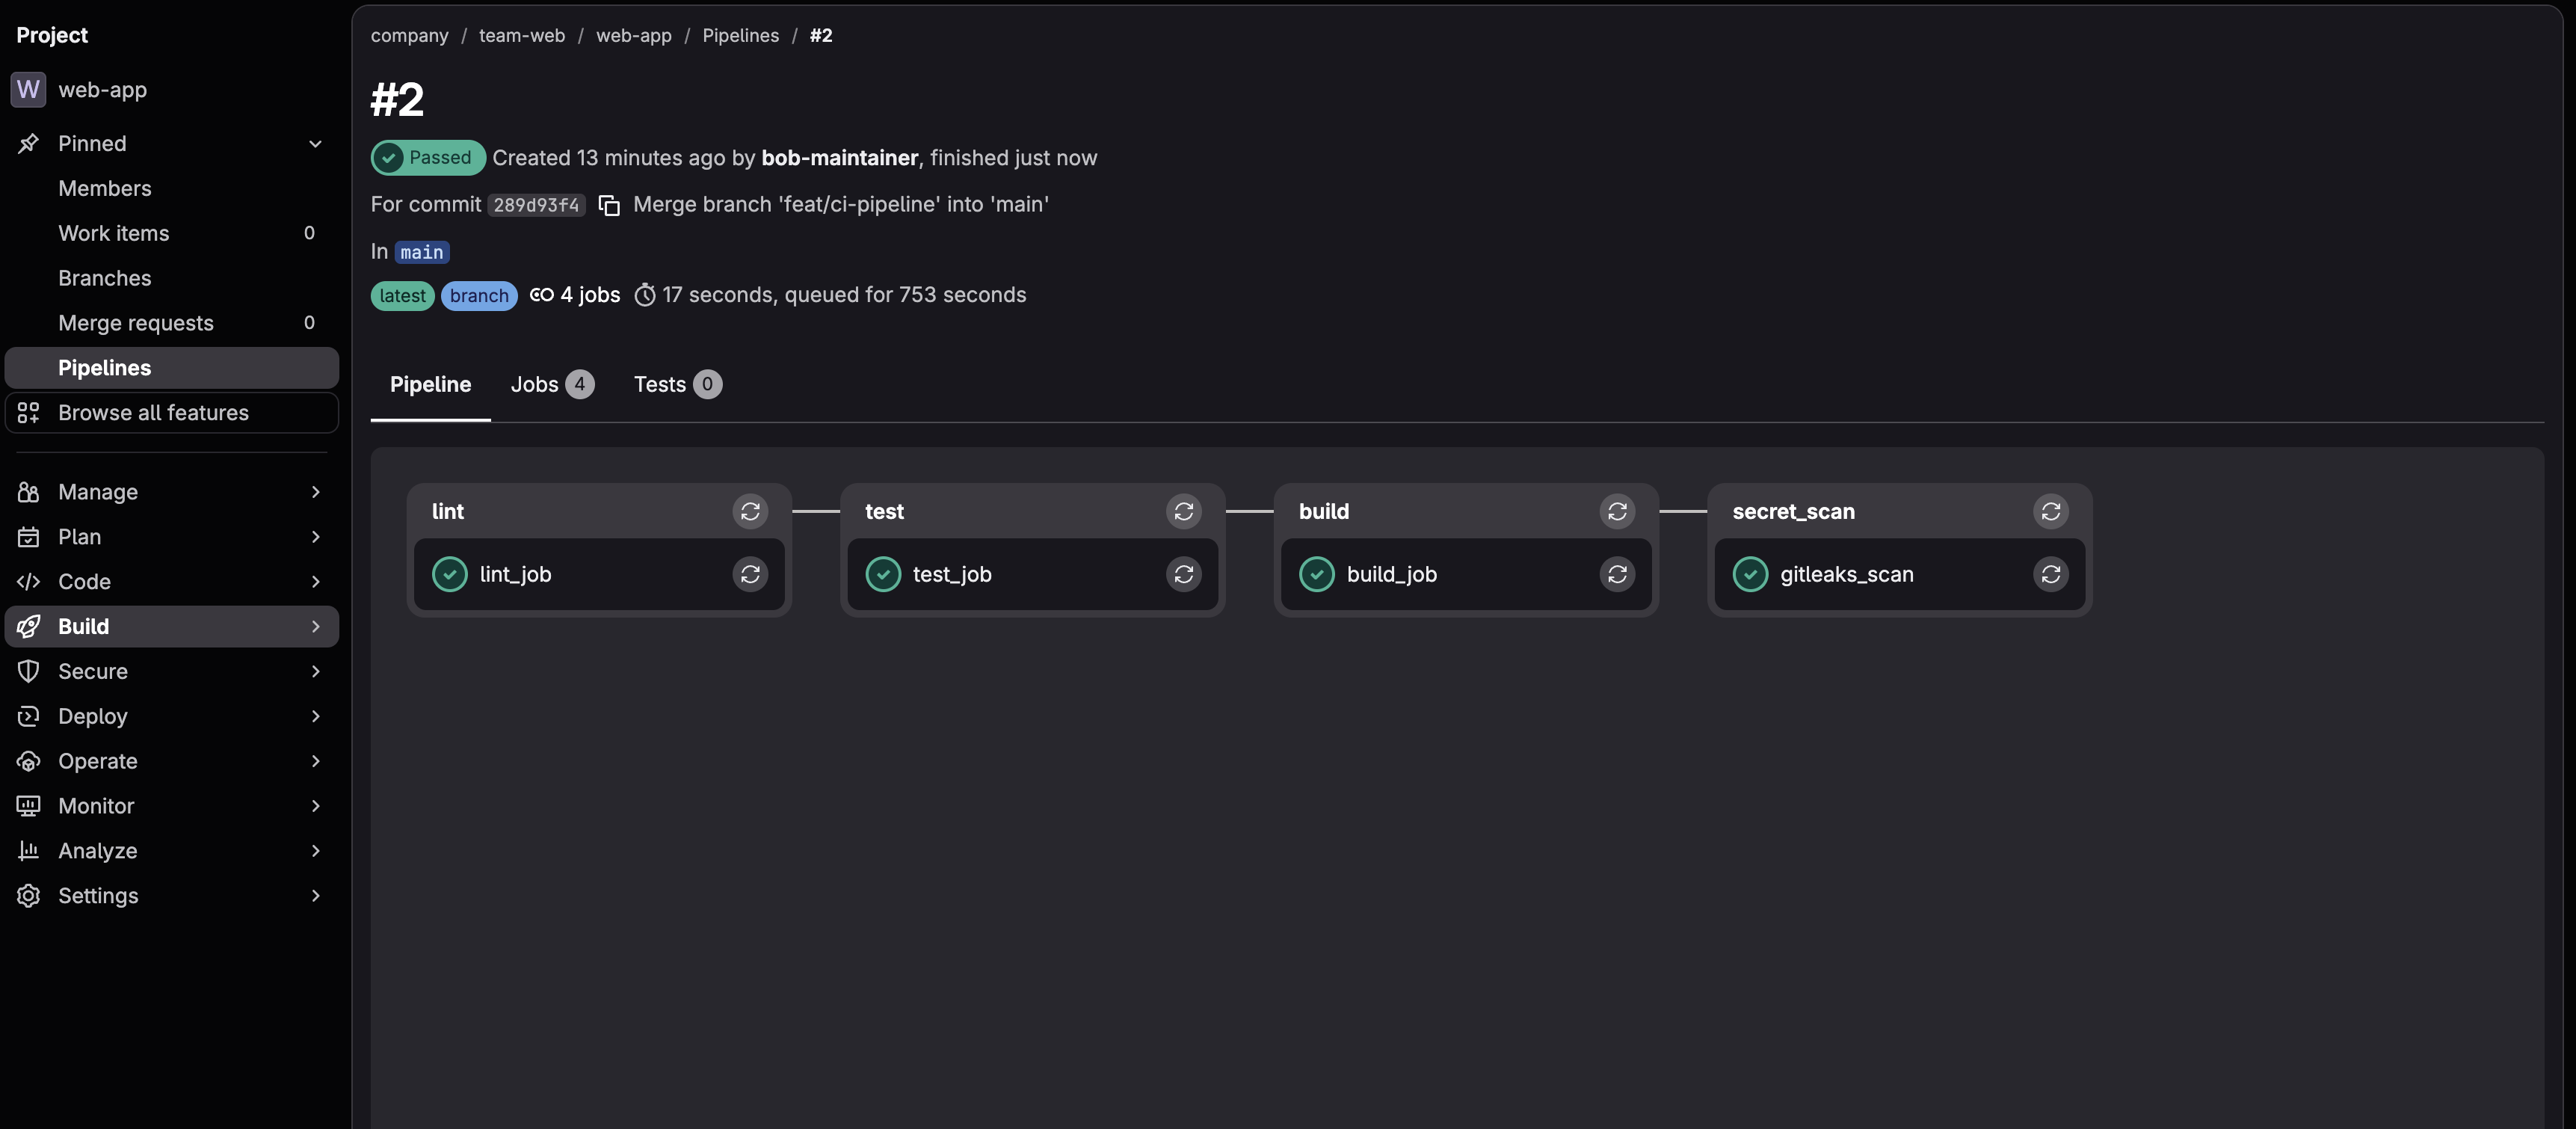 Project
W web-app
Pinned
Members
Work items 0
Branches
Merge requests 0
Pipelines
Browse all features
Manage
Plan
Code
Build
Secure
Deploy
Operate
Monitor
Analyze
Settings
company / team-web / web-app / Pipelines / #2
#2
Passed Created 13 minutes ago by bob-maintainer, finished just now
For commit 289d93f4 Merge branch 'feat/ci-pipeline' into 'main'
In main
latest branch 4 jobs 17 seconds, queued for 753 seconds
Pipeline Jobs 4 Tests 0
lint test build secret_scan
lint_job test_job build_job gitleaks_scan